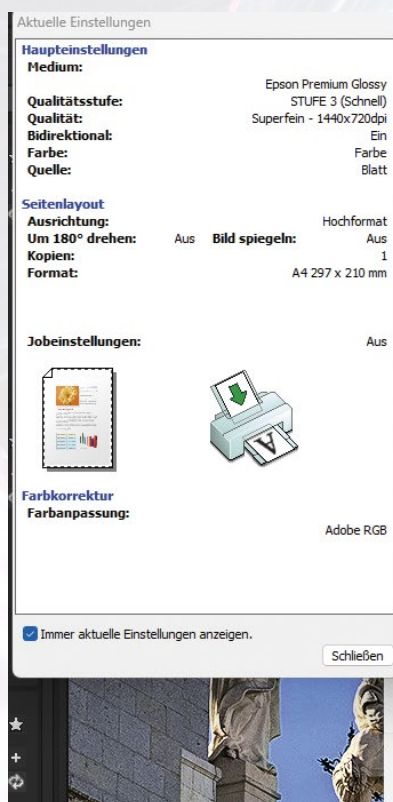 Aktuelle Einstellungen
Haupteinstellungen
Medium:
Epson Premium Glossy
Qualitätsstufe: STUFE 3 (Schnell)
Qualität: Superfein - 1440x720dpi
Bidirektional: Ein
Farbe: Farbe
Quelle: Blatt
Seitenlayout
Ausrichtung: Hochformat
Um 180° drehen: Aus Bild spiegeln: Aus
Kopien: 1
Format: A4 297 x 210 mm
Jobeinstellungen: Aus
A
Farbkorrektur
Farbanpassung:
Adobe RGB
Immer aktuelle Einstellungen anzeigen.
Schließen